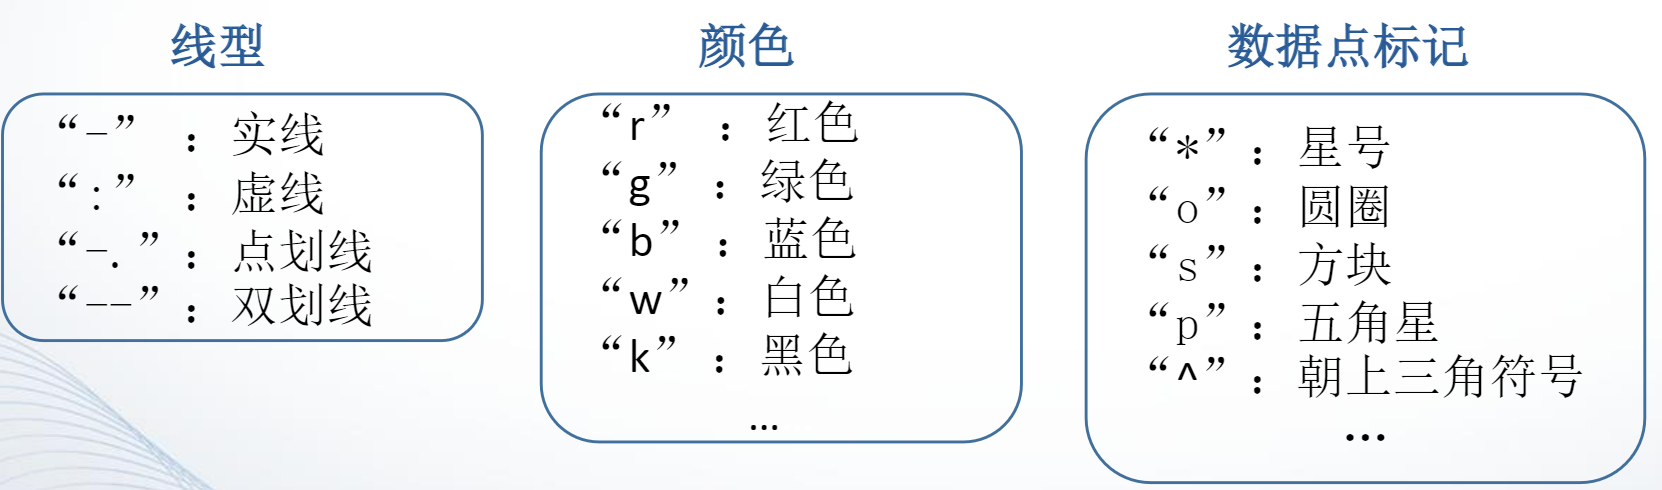 线型
“-” ：实线
“:” ：虚线
“-.”：点划线
“--”：双划线
颜色
“r” ：红色
“g”：绿色
“b”：蓝色
“w”：白色
“k”：黑色
…
数据点标记
“*”：星号
“o”：圆圈
“s”：方块
“p”：五角星
“^”：朝上三角符号
…